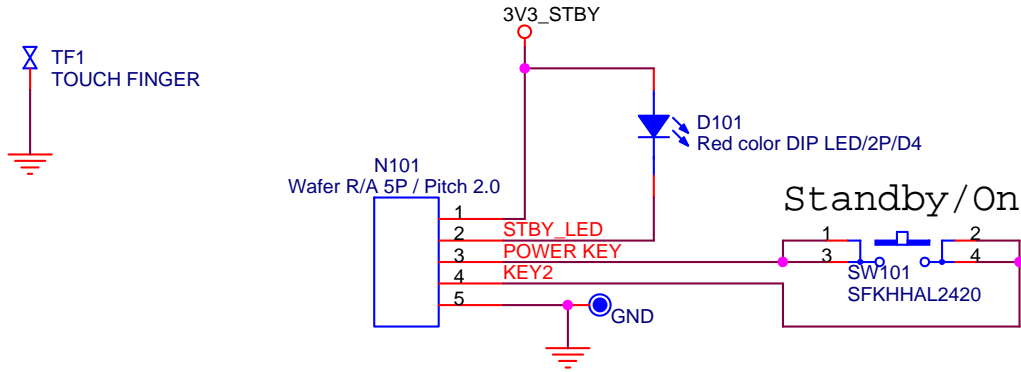 3V3_STBY
TF1
TOUCH FINGER
D101
Red color DIP LED/2P/D4
N101
Wafer R/A 5P / Pitch 2.0
Standby/On
1
2
3
4
5
STBY_LED
POWER KEY
KEY2
1
2
3
4
SW101
SFKHHAL2420
GND